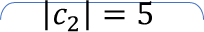 |c₂| = 5